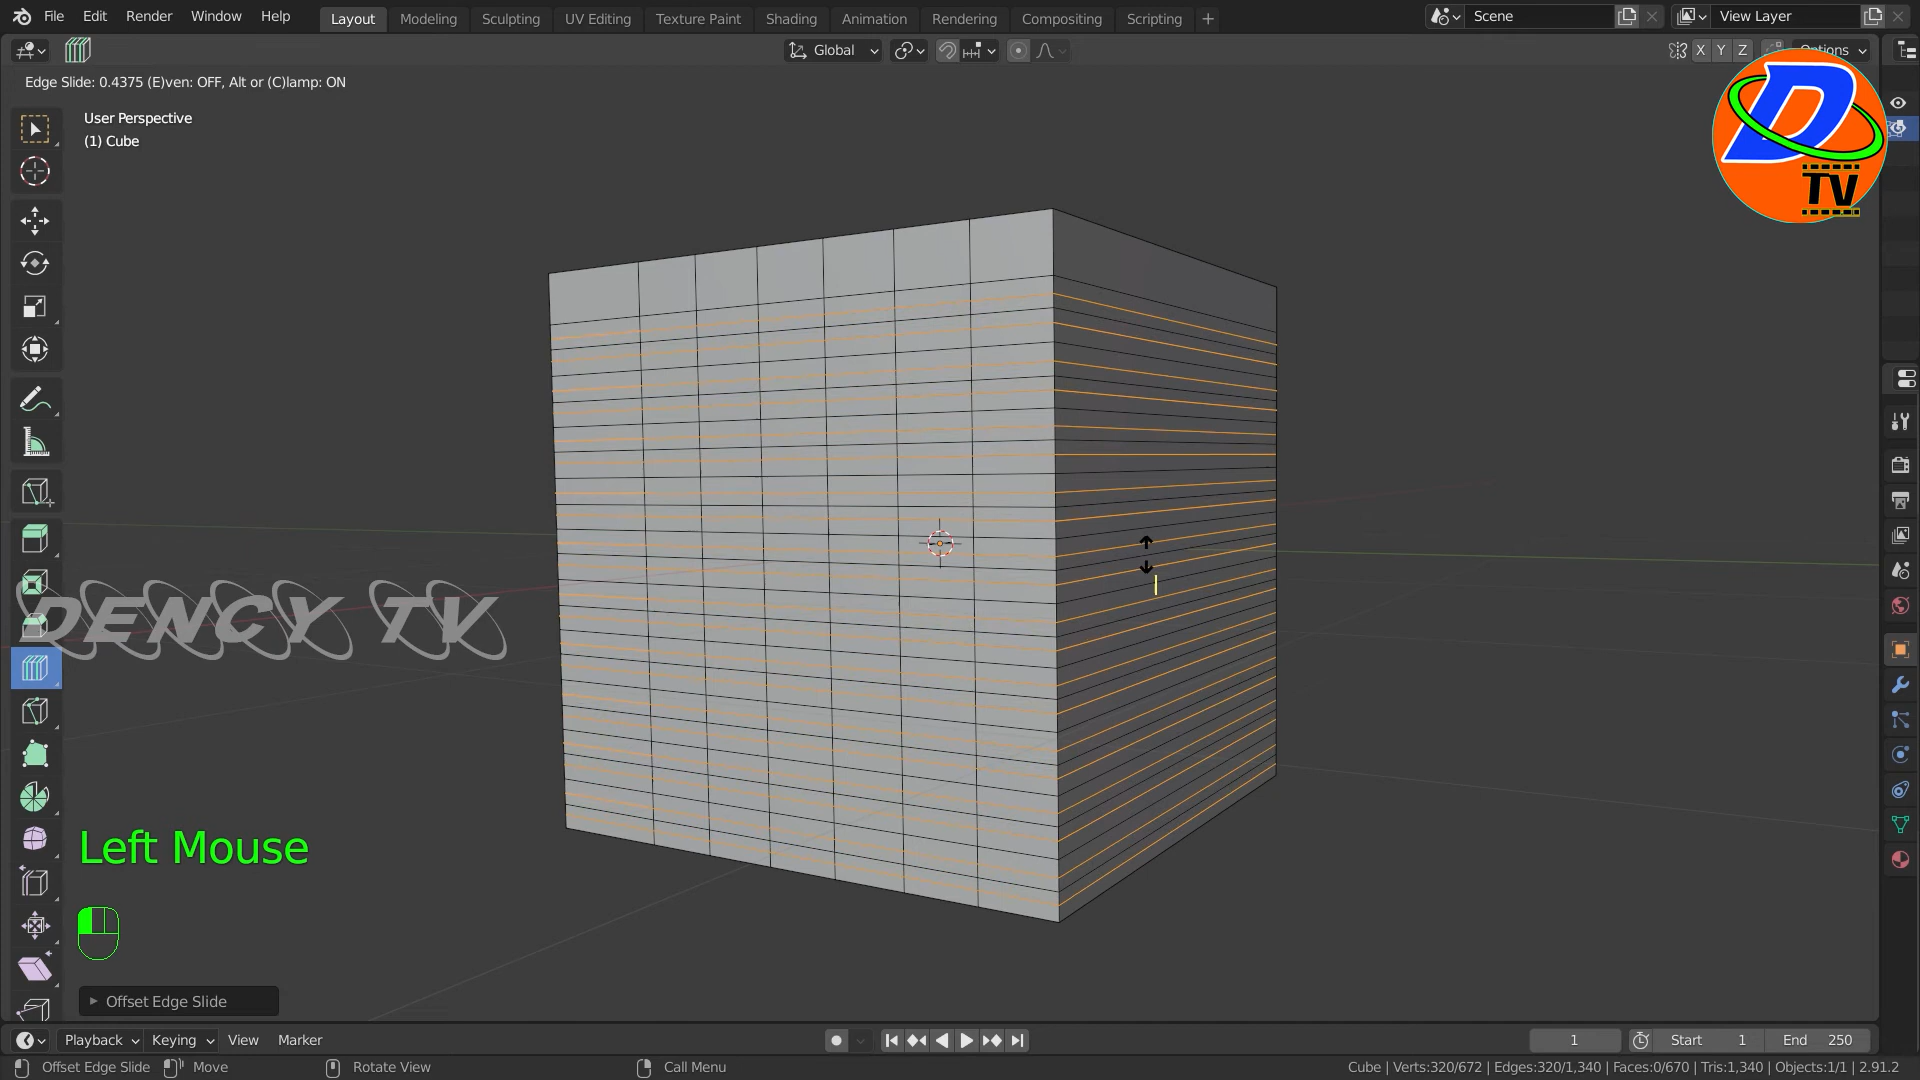 File Edit Render Window Help Layout Modeling Sculpting UV Editing Texture Paint Shading Animation Rendering Compositing Scripting + Scene View Layer
Global X Y Z Options
Edge Slide: 0.4375 (E)ven: OFF, Alt or (C)lamp: ON
D TV
User Perspective
(1) Cube
DENCY TV
Left Mouse
Offset Edge Slide
Playback Keying View Marker 1 Start 1 End 250
Offset Edge Slide Move Rotate View Call Menu Cube | Verts:320/672 | Edges:320/1,340 | Faces:0/670 | Tris:1,340 | Objects:1/1 | 2.91.2